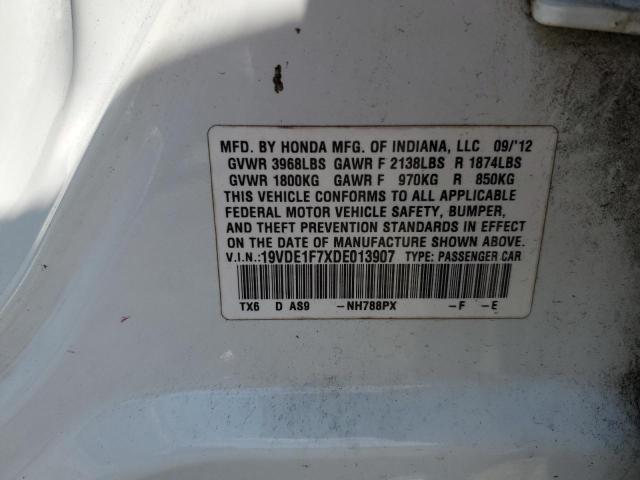 MFD. BY HONDA MFG. OF INDIANA, LLC 09/'12
GVWR 3968LBS GAWR F 2138LBS R 1874LBS
GVWR 1800KG GAWR F 970KG R 850KG
THIS VEHICLE CONFORMS TO ALL APPLICABLE
FEDERAL MOTOR VEHICLE SAFETY, BUMPER,
AND THEFT PREVENTION STANDARDS IN EFFECT
ON THE DATE OF MANUFACTURE SHOWN ABOVE.
V.I.N.:19VDE1F7XDE013907 TYPE: PASSENGER CAR
TX6 D AS9 -NH788PX -F -E